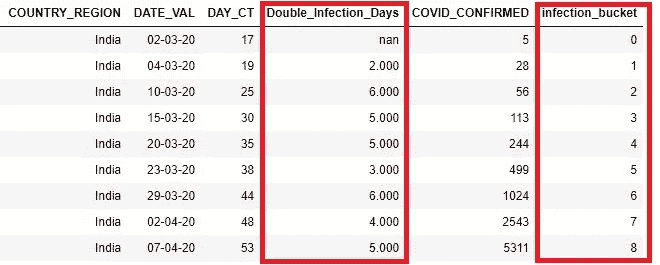 COUNTRY_REGION DATE_VAL DAY_CT Double_Infection_Days COVID_CONFIRMED infection_bucket
India 02-03-20 17 nan 5 0
India 04-03-20 19 2.000 28 1
India 10-03-20 25 6.000 56 2
India 15-03-20 30 5.000 113 3
India 20-03-20 35 5.000 244 4
India 23-03-20 38 3.000 499 5
India 29-03-20 44 6.000 1024 6
India 02-04-20 48 4.000 2543 7
India 07-04-20 53 5.000 5311 8